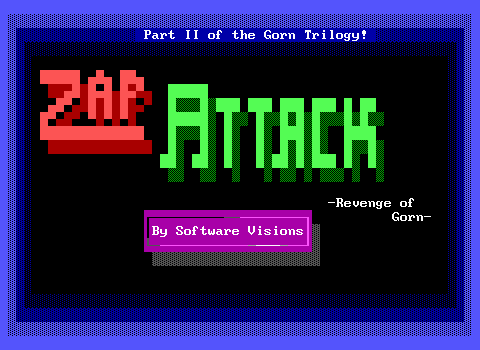 Part II of the Gorn Trilogy!
ZAP
ATTACK
-Revenge of
Gorn-
By Software Visions